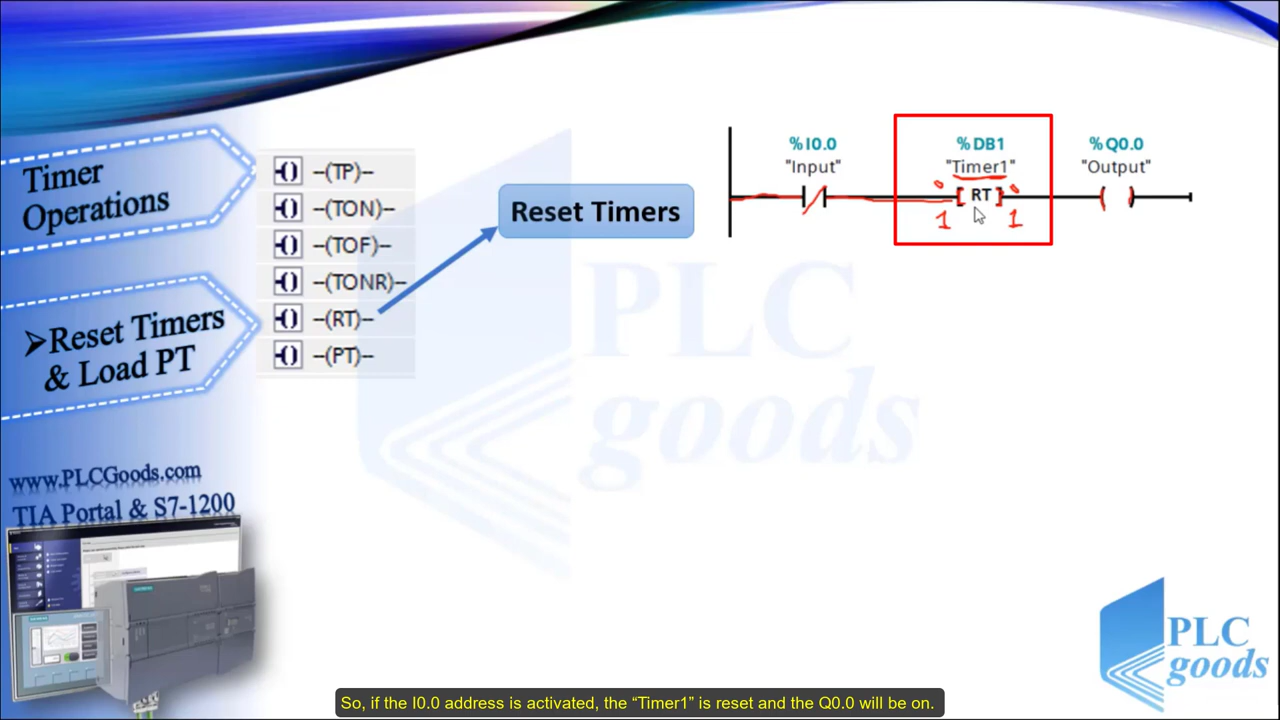 Timer
Operations
➤Reset Timers
& Load PT
www.PLCGoods.com
TIA Portal & S7-1200
–(TP)–
–(TON)–
–(TOF)–
–(TONR)–
–(RT)–
–(PT)–
Reset Timers
%I0.0
"Input"
%DB1
"Timer1"
RT
%Q0.0
"Output"
0 0
1 1
PLC
goods
PLC
goods
So, if the I0.0 address is activated, the “Timer1” is reset and the Q0.0 will be on.